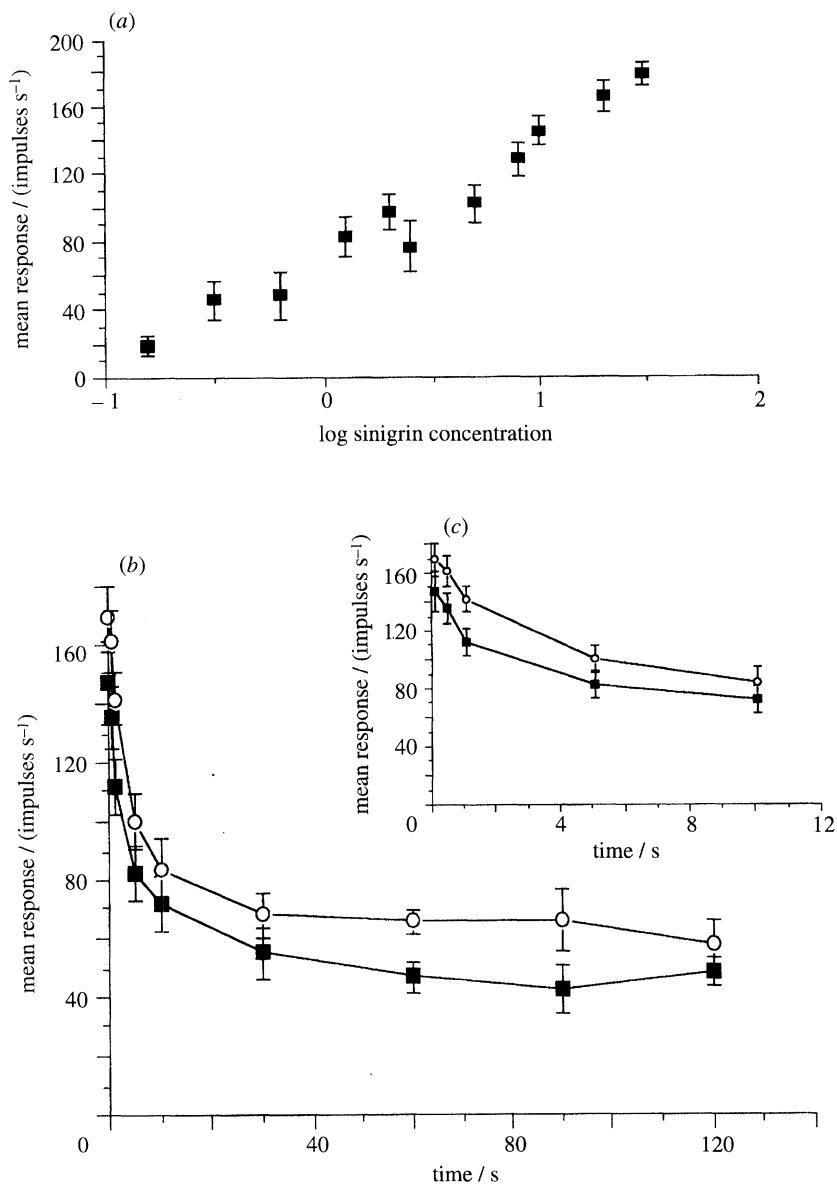 (a)
200
160
120
80
40
0
mean response / (impulses s⁻¹)
– 1
0
1
2
log sinigrin concentration
(b)
160
120
80
40
mean response / (impulses s⁻¹)
0
40
80
120
time / s
(c)
160
120
80
40
mean response / (impulses s⁻¹)
0
4
8
12
time / s